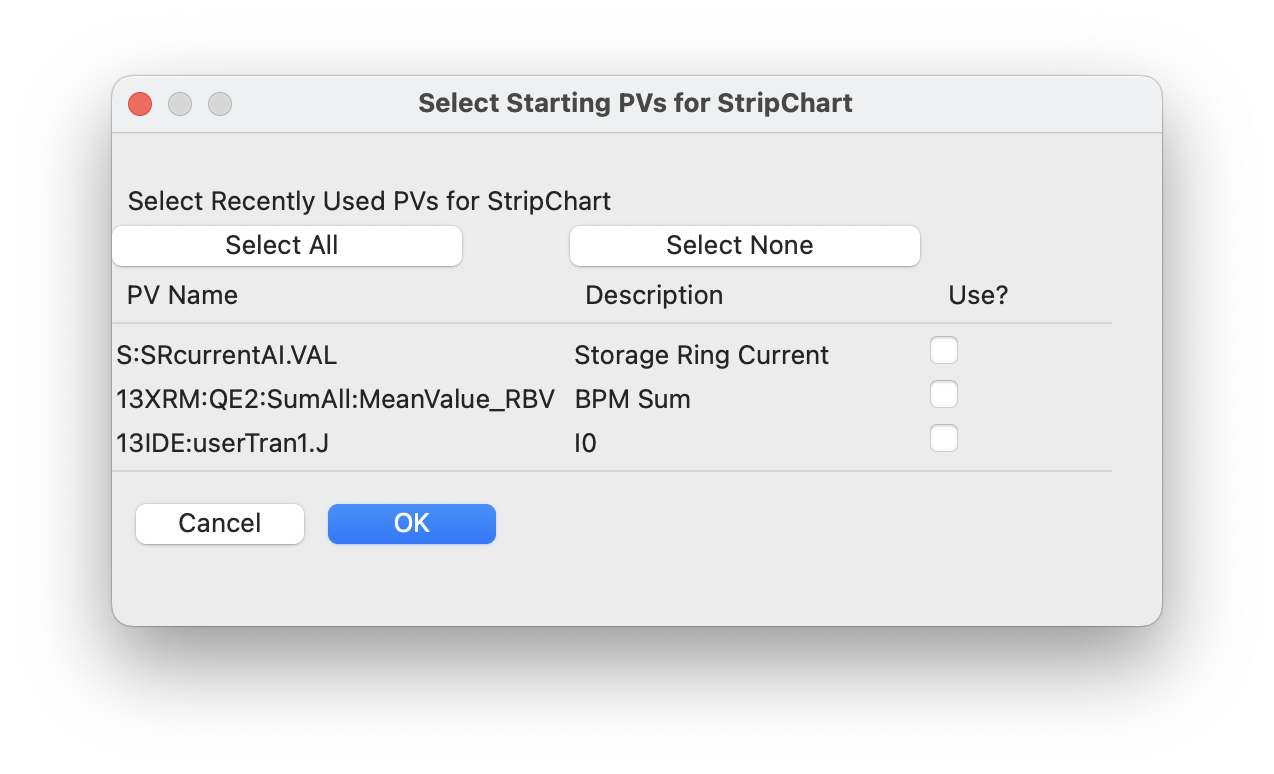 Select Starting PVs for StripChart
Select Recently Used PVs for StripChart
Select All Select None
PV Name Description Use?
S:SRcurrentAI.VAL Storage Ring Current
13XRM:QE2:SumAll:MeanValue_RBV BPM Sum
13IDE:userTran1.J I0
Cancel OK